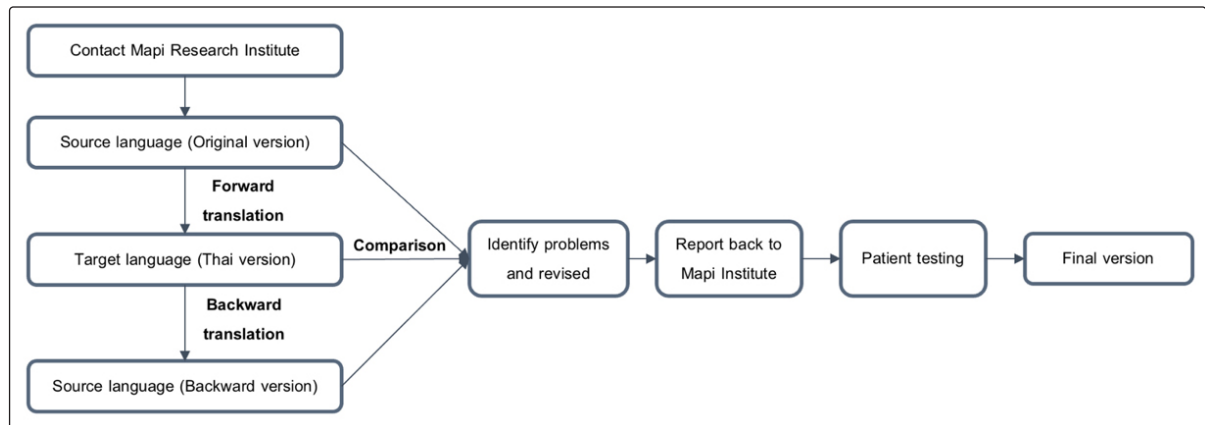 Contact Mapi Research Institute
Source language (Original version)
Forward
translation
Target language (Thai version)
Comparison
Backward
translation
Source language (Backward version)
Identify problems
and revised
Report back to
Mapi Institute
Patient testing
Final version